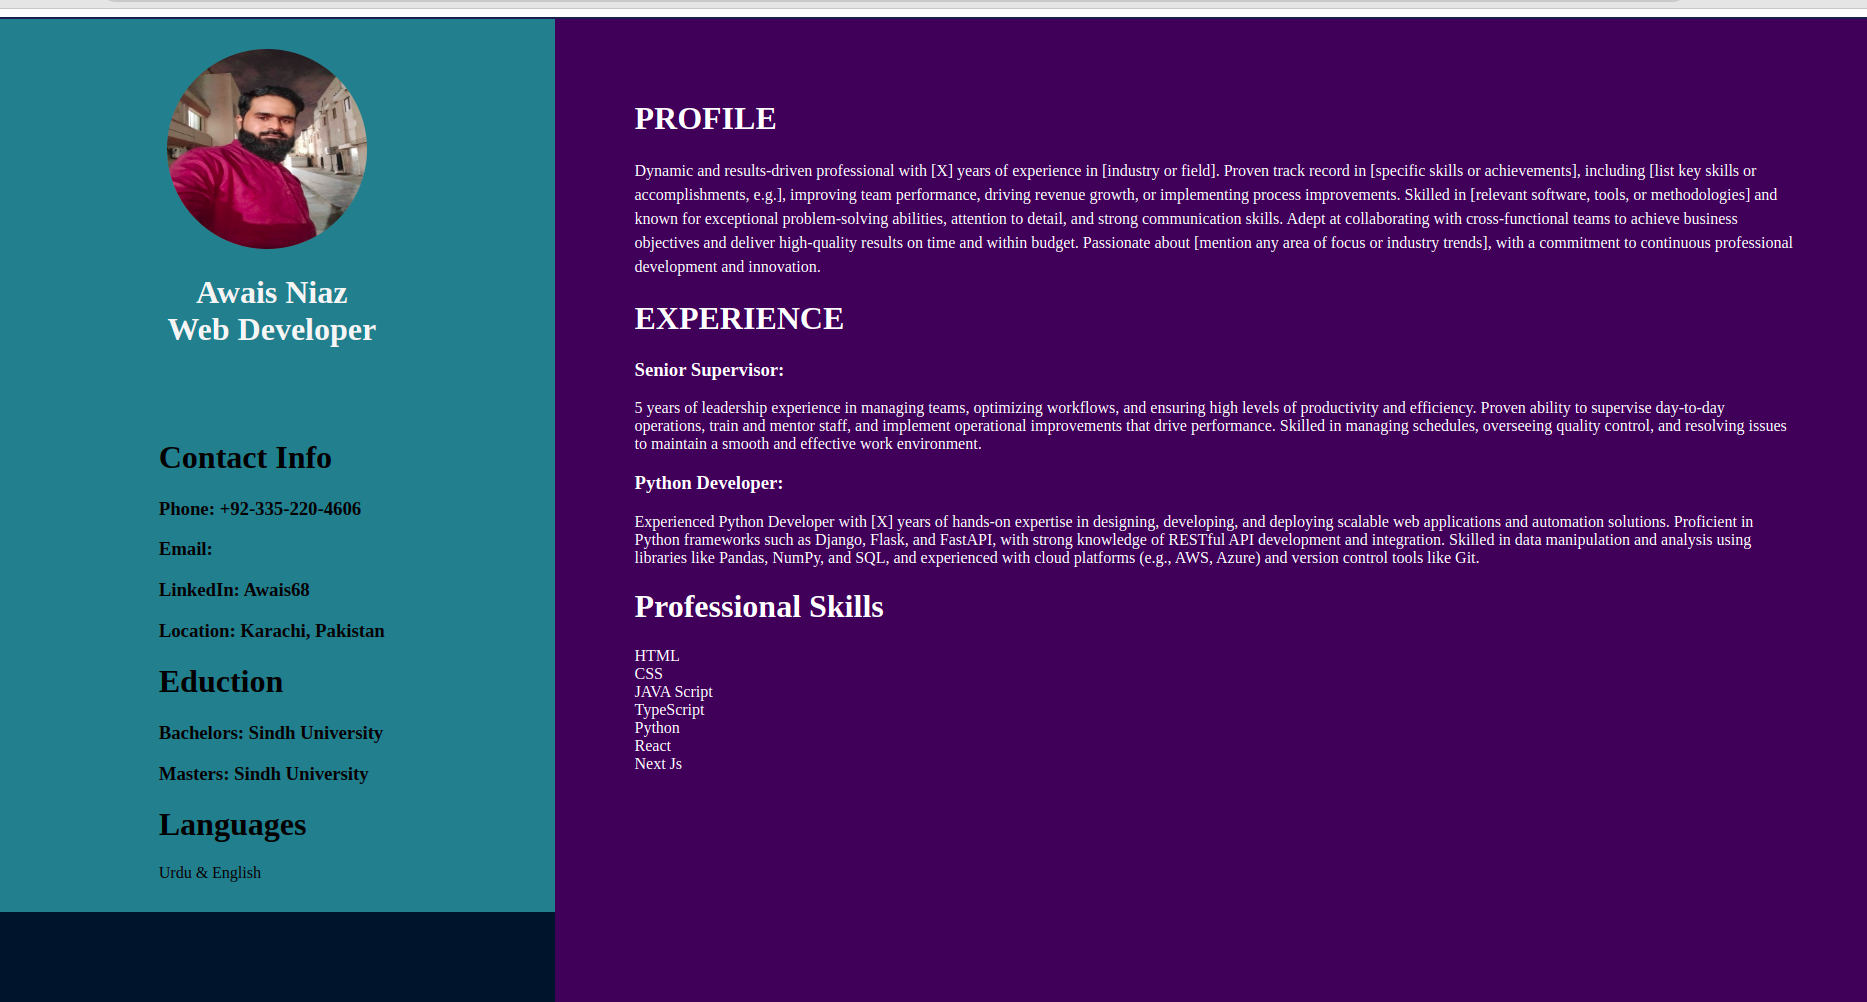 Awais Niaz
Web Developer
Contact Info
Phone: +92-335-220-4606
Email:
LinkedIn: Awais68
Location: Karachi, Pakistan
Eduction
Bachelors: Sindh University
Masters: Sindh University
Languages
Urdu & English
PROFILE
Dynamic and results-driven professional with [X] years of experience in [industry or field]. Proven track record in [specific skills or achievements], including [list key skills or
accomplishments, e.g.], improving team performance, driving revenue growth, or implementing process improvements. Skilled in [relevant software, tools, or methodologies] and
known for exceptional problem-solving abilities, attention to detail, and strong communication skills. Adept at collaborating with cross-functional teams to achieve business
objectives and deliver high-quality results on time and within budget. Passionate about [mention any area of focus or industry trends], with a commitment to continuous professional
development and innovation.
EXPERIENCE
Senior Supervisor:
5 years of leadership experience in managing teams, optimizing workflows, and ensuring high levels of productivity and efficiency. Proven ability to supervise day-to-day
operations, train and mentor staff, and implement operational improvements that drive performance. Skilled in managing schedules, overseeing quality control, and resolving issues
to maintain a smooth and effective work environment.
Python Developer:
Experienced Python Developer with [X] years of hands-on expertise in designing, developing, and deploying scalable web applications and automation solutions. Proficient in
Python frameworks such as Django, Flask, and FastAPI, with strong knowledge of RESTful API development and integration. Skilled in data manipulation and analysis using
libraries like Pandas, NumPy, and SQL, and experienced with cloud platforms (e.g., AWS, Azure) and version control tools like Git.
Professional Skills
HTML
CSS
JAVA Script
TypeScript
Python
React
Next Js